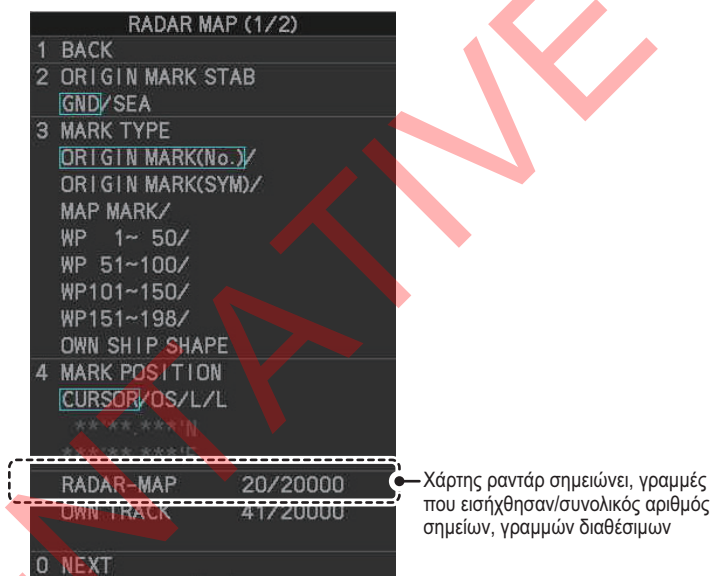 RADAR MAP (1/2)
1 BACK
2 ORIGIN MARK STAB
GND/SEA
3 MARK TYPE
ORIGIN MARK(No.)/
ORIGIN MARK(SYM)/
MAP MARK/
WP 1~ 50/
WP 51~100/
WP101~150/
WP151~198/
OWN SHIP SHAPE
4 MARK POSITION
CURSOR/OS/L/L
**'**.***'N
***'**.***'E
RADAR-MAP 20/20000
OWN TRACK 41/20000
0 NEXT
Χάρτης ραντάρ σημειώνει, γραμμές
που εισήχθησαν/συνολικός αριθμός
σημείων, γραμμών διαθέσιμων
NTATIVE